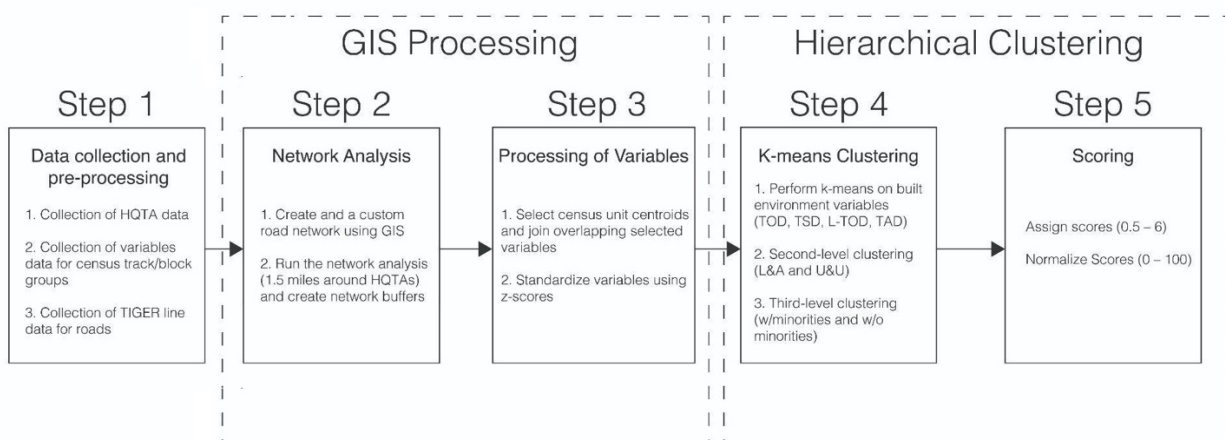 GIS Processing
Hierarchical Clustering
Step 1
Step 2
Step 3
Step 4
Step 5
Data collection and
pre-processing
1. Collection of HQTA data
2. Collection of variables
data for census track/block
groups
3. Collection of TIGER line
data for roads
Network Analysis
1. Create and a custom
road network using GIS
2. Run the network analysis
(1.5 miles around HQTAs)
and create network buffers
Processing of Variables
1. Select census unit centroids
and join overlapping selected
variables
2. Standardize variables using
z-scores
K-means Clustering
1. Perform k-means on built
environment variables
(TOD, TSD, L-TOD, TAD)
2. Second-level clustering
(L&A and U&U)
3. Third-level clustering
(w/minorities and w/o
minorities)
Scoring
Assign scores (0.5 – 6)
Normalize Scores (0 – 100)